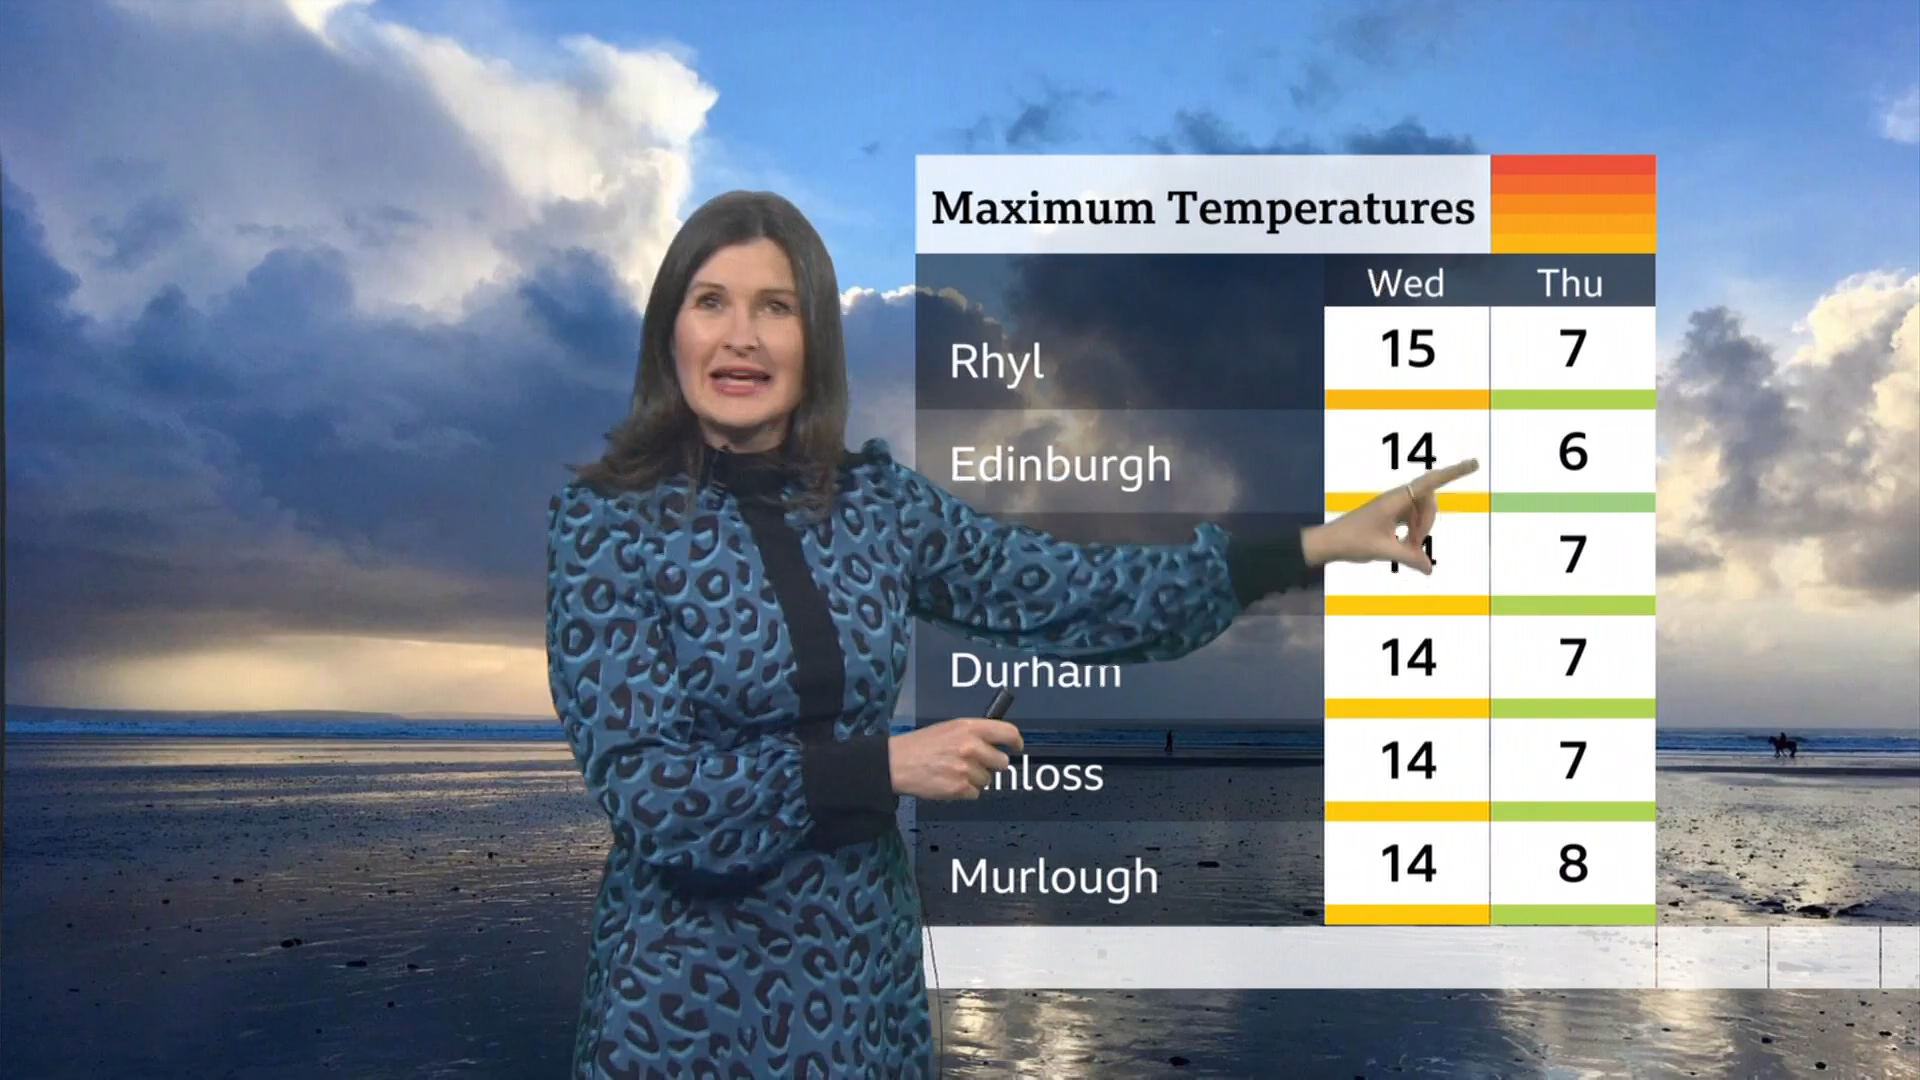 Maximum Temperatures
Wed Thu
Rhyl 15 7
Edinburgh 14 6
7
Durham 14 7
14 7
Murlough 14 8